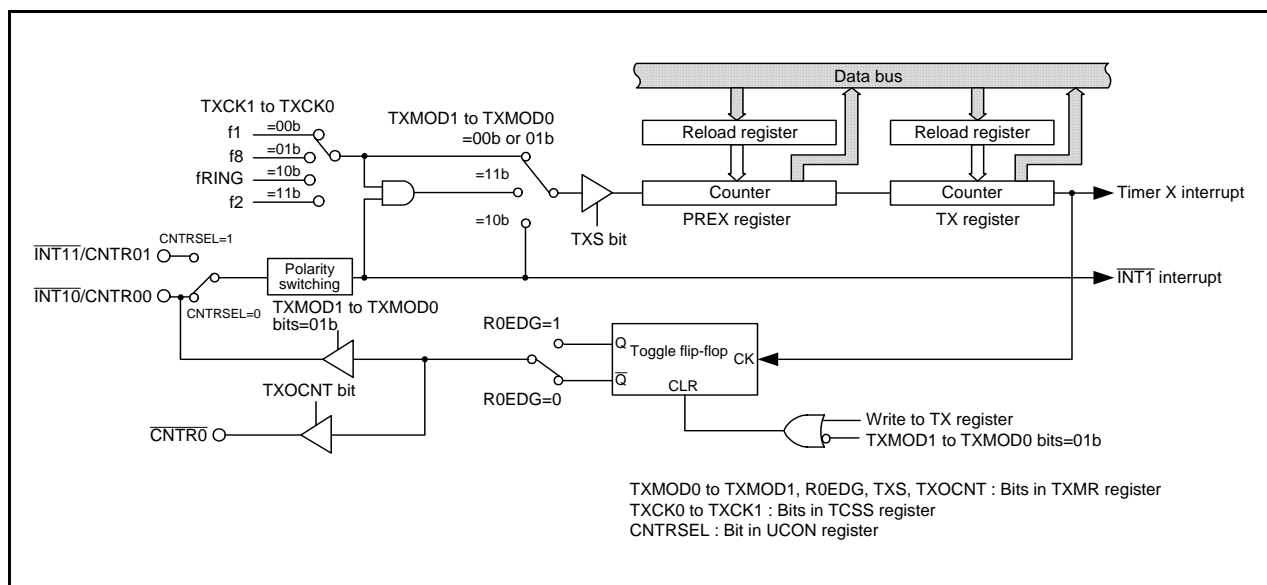 Data bus
TXCK1 to TXCK0
TXMOD1 to TXMOD0
=00b or 01b
f1 =00b
f8 =01b
fRING =10b
f2 =11b
=11b
=10b
Reload register
Reload register
Counter
Counter
PREX register
TX register
Timer X interrupt
TXS bit
INT11/CNTR01
CNTRSEL=1
INT10/CNTR00
CNTRSEL=0
Polarity
switching
INT1 interrupt
TXMOD1 to TXMOD0
bits=01b
R0EDG=1
R0EDG=0
Q
Toggle flip-flop
CK
Q
CLR
TXOCNT bit
CNTR0
Write to TX register
TXMOD1 to TXMOD0 bits=01b
TXMOD0 to TXMOD1, R0EDG, TXS, TXOCNT : Bits in TXMR register
TXCK0 to TXCK1 : Bits in TCSS register
CNTRSEL : Bit in UCON register